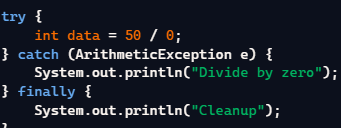 try {
    int data = 50 / 0;
} catch (ArithmeticException e) {
    System.out.println("Divide by zero");
} finally {
    System.out.println("Cleanup");
}